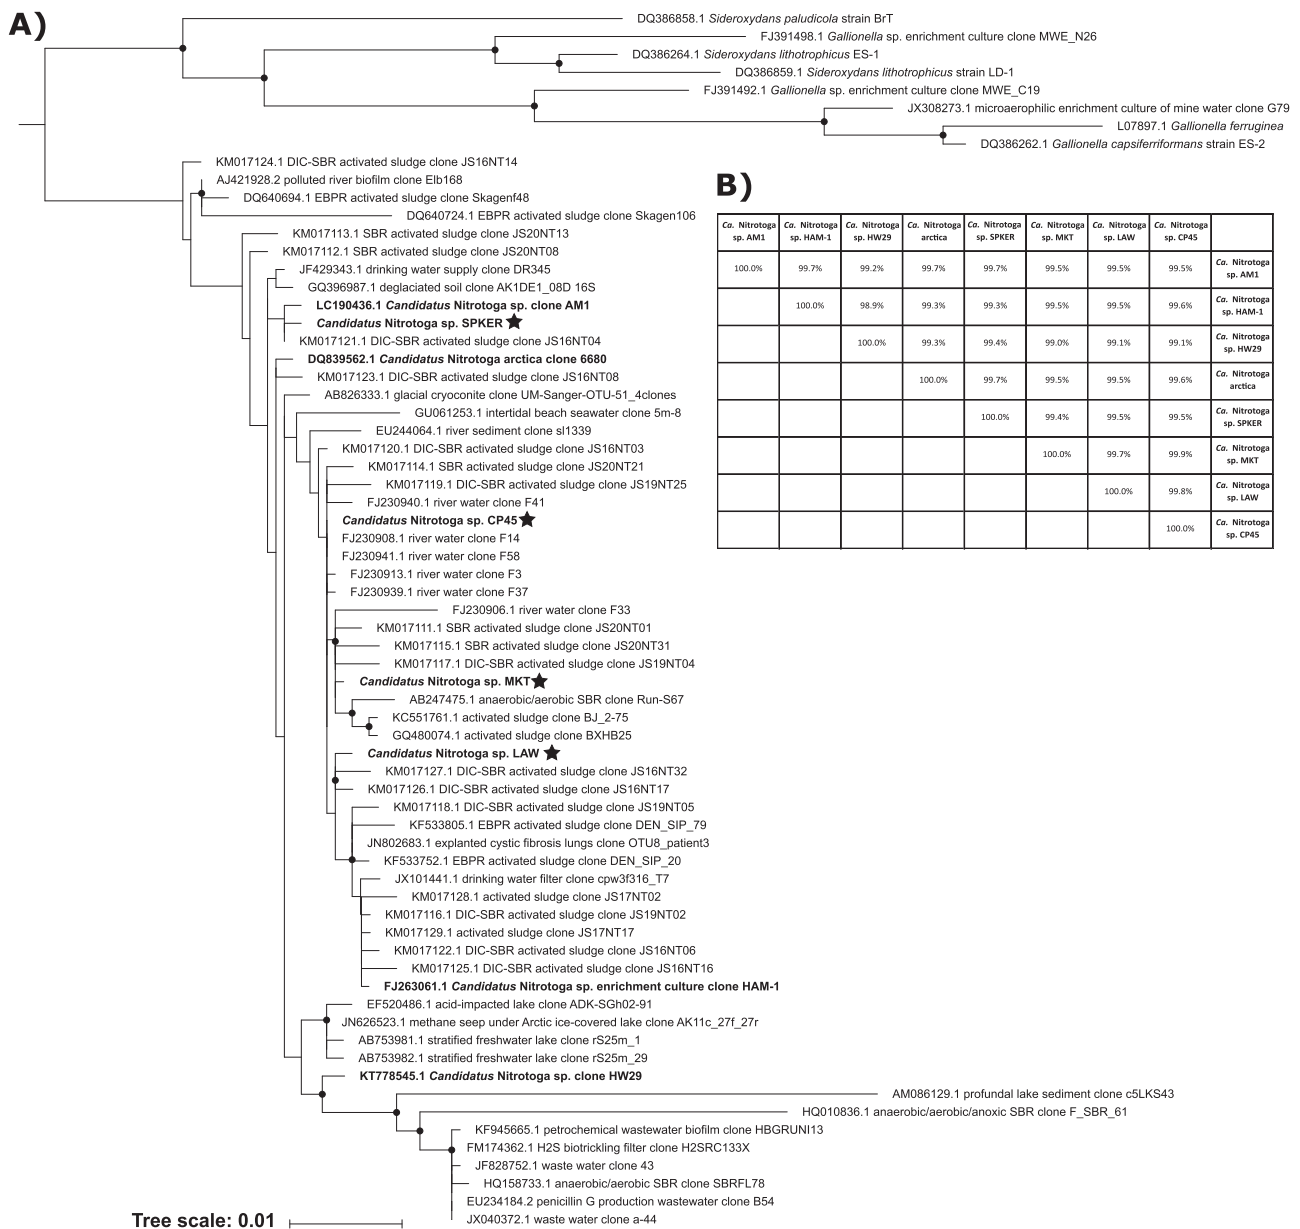 A)
DQ386858.1 Sideroxydans paludicola strain BrT
FJ391498.1 Gallionella sp. enrichment culture clone MWE_N26
DQ386264.1 Sideroxydans lithotrophicus ES-1
DQ386859.1 Sideroxydans lithotrophicus strain LD-1
FJ391492.1 Gallionella sp. enrichment culture clone MWE_C19
JX308273.1 microaerophilic enrichment culture of mine water clone G79
L07897.1 Gallionella ferruginea
DQ386262.1 Gallionella capsiferriformans strain ES-2
KM017124.1 DIC-SBR activated sludge clone JS16NT14
AJ421928.2 polluted river biofilm clone Elb168
DQ640694.1 EBPR activated sludge clone Skagenf48
DQ640724.1 EBPR activated sludge clone Skagen106
KM017113.1 SBR activated sludge clone JS20NT13
KM017112.1 SBR activated sludge clone JS20NT08
JF429343.1 drinking water supply clone DR345
GQ396987.1 deglaciated soil clone AK1DE1_08D 16S
LC190436.1 Candidatus Nitrotoga sp. clone AM1
Candidatus Nitrotoga sp. SPKER
KM017121.1 DIC-SBR activated sludge clone JS16NT04
DQ839562.1 Candidatus Nitrotoga arctica clone 6680
KM017123.1 DIC-SBR activated sludge clone JS16NT08
AB826333.1 glacial cryoconite clone UM-Sanger-OTU-51_4clones
GU061253.1 intertidal beach seawater clone 5m-8
EU244064.1 river sediment clone sl1339
KM017120.1 DIC-SBR activated sludge clone JS16NT03
KM017114.1 SBR activated sludge clone JS20NT21
KM017119.1 DIC-SBR activated sludge clone JS19NT25
FJ230940.1 river water clone F41
Candidatus Nitrotoga sp. CP45
FJ230908.1 river water clone F14
FJ230941.1 river water clone F58
FJ230913.1 river water clone F3
FJ230939.1 river water clone F37
FJ230906.1 river water clone F33
KM017111.1 SBR activated sludge clone JS20NT01
KM017115.1 SBR activated sludge clone JS20NT31
KM017117.1 DIC-SBR activated sludge clone JS19NT04
Candidatus Nitrotoga sp. MKT
AB247475.1 anaerobic/aerobic SBR clone Run-S67
KC551761.1 activated sludge clone BJ_2-75
GQ480074.1 activated sludge clone BXHB25
Candidatus Nitrotoga sp. LAW
KM017127.1 DIC-SBR activated sludge clone JS16NT32
KM017126.1 DIC-SBR activated sludge clone JS16NT17
KM017118.1 DIC-SBR activated sludge clone JS19NT05
KF533805.1 EBPR activated sludge clone DEN_SIP_79
JN802683.1 explanted cystic fibrosis lungs clone OTU8_patient3
KF533752.1 EBPR activated sludge clone DEN_SIP_20
JX101441.1 drinking water filter clone cpw3f316_T7
KM017128.1 activated sludge clone JS17NT02
KM017116.1 DIC-SBR activated sludge clone JS19NT02
KM017129.1 activated sludge clone JS17NT17
KM017122.1 DIC-SBR activated sludge clone JS16NT06
KM017125.1 DIC-SBR activated sludge clone JS16NT16
FJ263061.1 Candidatus Nitrotoga sp. enrichment culture clone HAM-1
EF520486.1 acid-impacted lake clone ADK-SGh02-91
JN626523.1 methane seep under Arctic ice-covered lake clone AK11c_27f_27r
AB753981.1 stratified freshwater lake clone rS25m_1
AB753982.1 stratified freshwater lake clone rS25m_29
KT778545.1 Candidatus Nitrotoga sp. clone HW29
AM086129.1 profundal lake sediment clone c5LKS43
HQ010836.1 anaerobic/aerobic/anoxic SBR clone F_SBR_61
KF945665.1 petrochemical wastewater biofilm clone HBGRUNI13
FM174362.1 H2S biotrickling filter clone H2SRC133X
JF828752.1 waste water clone 43
HQ158733.1 anaerobic/aerobic SBR clone SBRFL78
EU234184.2 penicillin G production wastewater clone B54
JX040372.1 waste water clone a-44
Tree scale: 0.01
B)
Ca. Nitrotoga sp. AM1 Ca. Nitrotoga sp. HAM-1 Ca. Nitrotoga sp. HW29 Ca. Nitrotoga arctica Ca. Nitrotoga sp. SPKER Ca. Nitrotoga sp. MKT Ca. Nitrotoga sp. LAW Ca. Nitrotoga sp. CP45
100.0% 99.7% 99.2% 99.7% 99.7% 99.5% 99.5% 99.5% Ca. Nitrotoga sp. AM1
100.0% 98.9% 99.3% 99.3% 99.5% 99.5% 99.6% Ca. Nitrotoga sp. HAM-1
100.0% 99.3% 99.4% 99.0% 99.1% 99.1% Ca. Nitrotoga sp. HW29
100.0% 99.7% 99.5% 99.5% 99.6% Ca. Nitrotoga arctica
100.0% 99.4% 99.5% 99.5% Ca. Nitrotoga sp. SPKER
100.0% 99.7% 99.9% Ca. Nitrotoga sp. MKT
100.0% 99.8% Ca. Nitrotoga sp. LAW
100.0% Ca. Nitrotoga sp. CP45